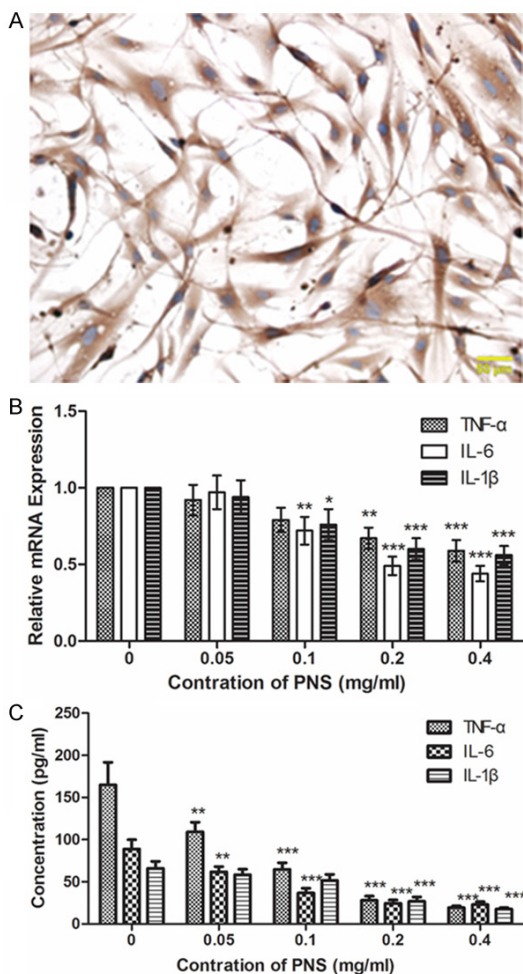 A
50 μm
B
Relative mRNA Expression
1.5
1.0
0.5
0.0
TNF-α
IL-6
IL-1β
**
*
**
***
***
***
***
***
0
0.05
0.1
0.2
0.4
Contration of PNS (mg/ml)
C
Concentration (pg/ml)
250
200
150
100
50
0
TNF-α
IL-6
IL-1β
**
**
***
***
***
***
***
***
***
***
0
0.05
0.1
0.2
0.4
Contration of PNS (mg/ml)